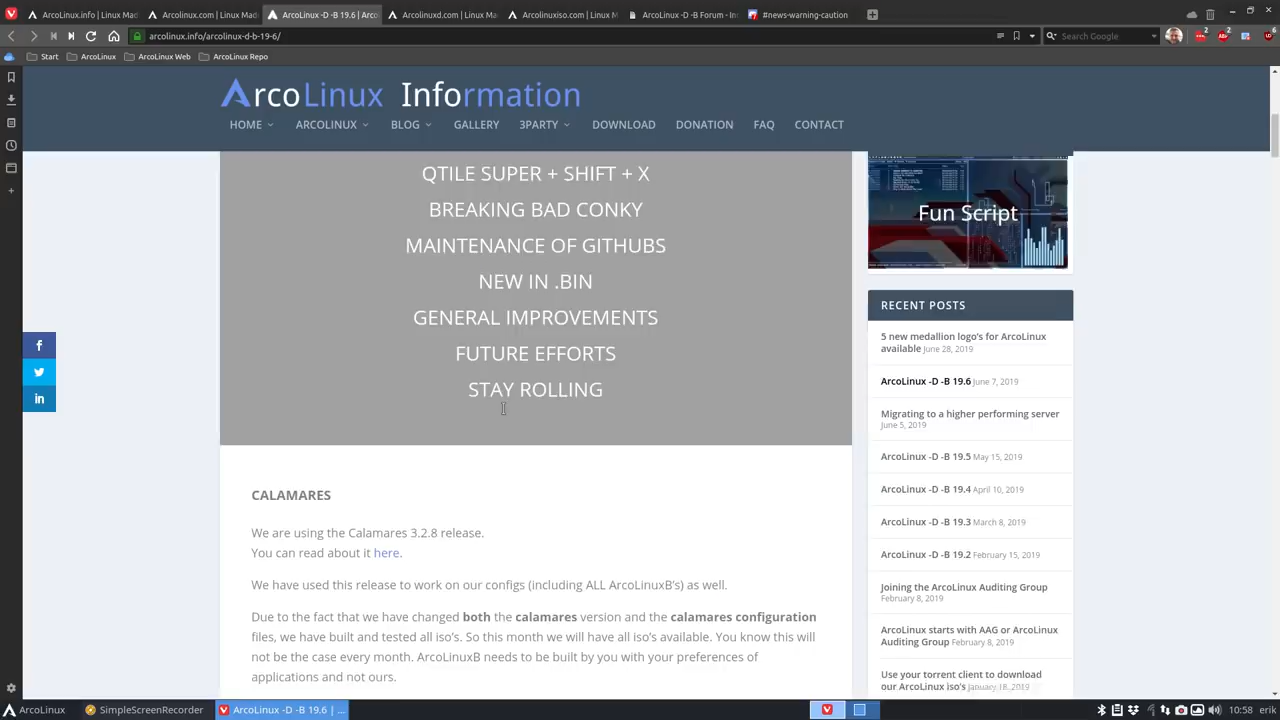 ArcoLinux.info | Linux Mad
Arcolinuxd.com | Linux Ma
ArcoLinux -D -B 19.6 | Arc
Arcolinux.com | Linux Mad
Arcolinuxiso.com | Linux M
ArcoLinux -D -B Forum - In
#news-warning-caution
arcolinux.info/arcolinux-d-b-19-6/
Search Google
Start
ArcoLinux
ArcoLinux Web
ArcoLinux Repo
ArcoLinux Information
HOME
ARCOLINUX
BLOG
GALLERY
3PARTY
DOWNLOAD
DONATION
FAQ
CONTACT
QTILE SUPER + SHIFT + X
BREAKING BAD CONKY
MAINTENANCE OF GITHUBS
NEW IN .BIN
GENERAL IMPROVEMENTS
FUTURE EFFORTS
STAY ROLLING
CALAMARES
We are using the Calamares 3.2.8 release.
You can read about it here.
We have used this release to work on our configs (including ALL ArcoLinuxB's) as well.
Due to the fact that we have changed both the calamares version and the calamares configuration
files, we have built and tested all iso's. So this month we will have all iso's available. You know this will
not be the case every month. ArcoLinuxB needs to be built by you with your preferences of
applications and not ours.
Fun Script
RECENT POSTS
5 new medallion logo's for ArcoLinux
available June 28, 2019
ArcoLinux -D -B 19.6 June 7, 2019
Migrating to a higher performing server
June 5, 2019
ArcoLinux -D -B 19.5 May 15, 2019
ArcoLinux -D -B 19.4 April 10, 2019
ArcoLinux -D -B 19.3 March 8, 2019
ArcoLinux -D -B 19.2 February 15, 2019
Joining the ArcoLinux Auditing Group
February 8, 2019
ArcoLinux starts with AAG or ArcoLinux
Auditing Group February 8, 2019
Use your torrent client to download
our ArcoLinux iso's January 18, 2019
ArcoLinux
SimpleScreenRecorder
ArcoLinux -D -B 19.6 | ...
10:58
erik